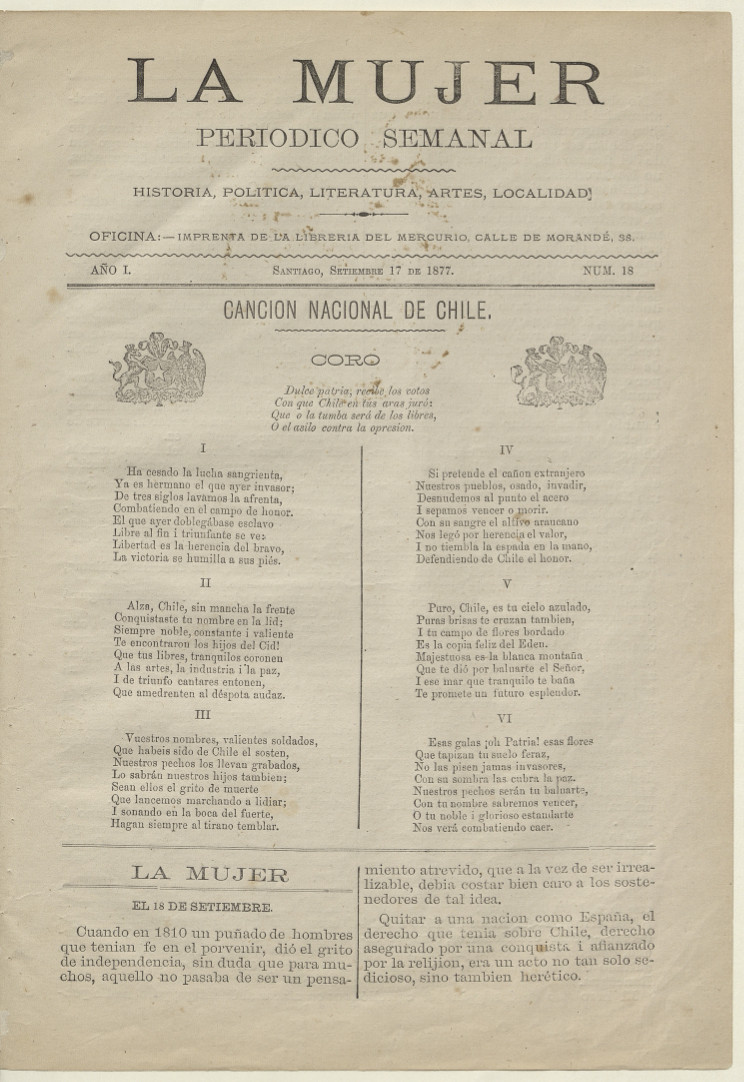 LA MUJER
PERIODICO SEMANAL
HISTORIA, POLITICA, LITERATURA, ARTES, LOCALIDAD
OFICINA:—IMPRENTA DE LA LIBRERIA DEL MERCURIO, CALLE DE MORANDÉ, 38.
AÑO I. SANTIAGO, SETIEMBRE 17 DE 1877. NUM. 18
CANCION NACIONAL DE CHILE.
CORO
Dulce patria, recibe los votos
Con que Chile en tus aras juró:
Que o la tumba será de los libres,
O el asilo contra la opresion.
I
Ha cesado la lucha sangrienta,
Ya es hermano el que ayer invasor;
De tres siglos lavamos la afrenta,
Combatiendo en el campo de honor.
El que ayer doblegábase esclavo
Libre al fin i triunfante se ve:
Libertad es la herencia del bravo,
La victoria se humilla a sus piés.
II
Alza, Chile, sin mancha la frente
Conquistaste tu nombre en la lid;
Siempre noble, constante i valiente
Te encontraron los hijos del Cid!
Que tus libres, tranquilos coronen
A las artes, la industria i la paz,
I de triunfo cantares entonen,
Que amedrenten al déspota audaz.
III
Vuestros nombres, valientes soldados,
Que habeis sido de Chile el sosten,
Nuestros pechos los llevan grabados,
Lo sabrán nuestros hijos tambien;
Sean ellos el grito de muerte
Que lancemos marchando a lidiar;
I sonando en la boca del fuerte,
Hagan siempre al tirano temblar.
IV
Si pretende el cañon extranjero
Nuestros pueblos, osado, invadir,
Desnudemos al punto el acero
I sepamos vencer o morir.
Con su sangre el altivo araucano
Nos legó por herencia el valor,
I no tiembla la espada en la mano,
Defendiendo de Chile el honor.
V
Puro, Chile, es tu cielo azulado,
Puras brisas te cruzan tambien,
I tu campo de flores bordado
Es la copia feliz del Eden.
Majestuosa es la blanca montaña
Que te dió por baluarte el Señor,
I ese mar que tranquilo te baña
Te promete un futuro esplendor.
VI
Esas galas ¡oh Patria! esas flores
Que tapizan tu suelo feraz,
No las pisen jamas invasores,
Con su sombra las cubra la paz.
Nuestros pechos serán tu baluarte,
Con tu nombre sabremos vencer,
O tu noble i glorioso estandarte
Nos verá combatiendo caer.
LA MUJER
EL 18 DE SETIEMBRE.
Cuando en 1810 un puñado de hombres
que tenian fe en el porvenir, dió el grito
de independencia, sin duda que para mu-
chos, aquello no pasaba de ser un pensa-
miento atrevido, que a la vez de ser irrea-
lizable, debia costar bien caro a los soste-
nedores de tal idea.
Quitar a una nacion como España, el
derecho que tenia sobre Chile, derecho
asegurado por una conquista i afianzado
por la relijion, era un acto no tan solo se-
dicioso, sino tambien herético.